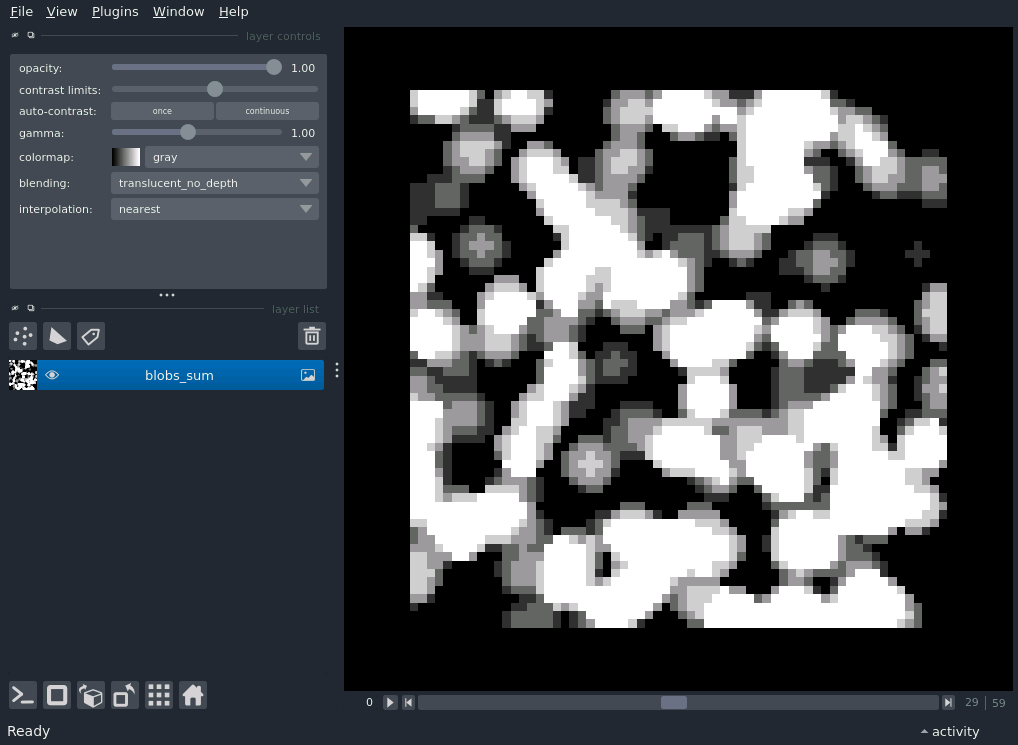 File View Plugins Window Help
layer controls
opacity: 1.00
contrast limits:
auto-contrast: once continuous
gamma: 1.00
colormap: gray
blending: translucent_no_depth
interpolation: nearest
layer list
blobs_sum
0 29 | 59
Ready activity